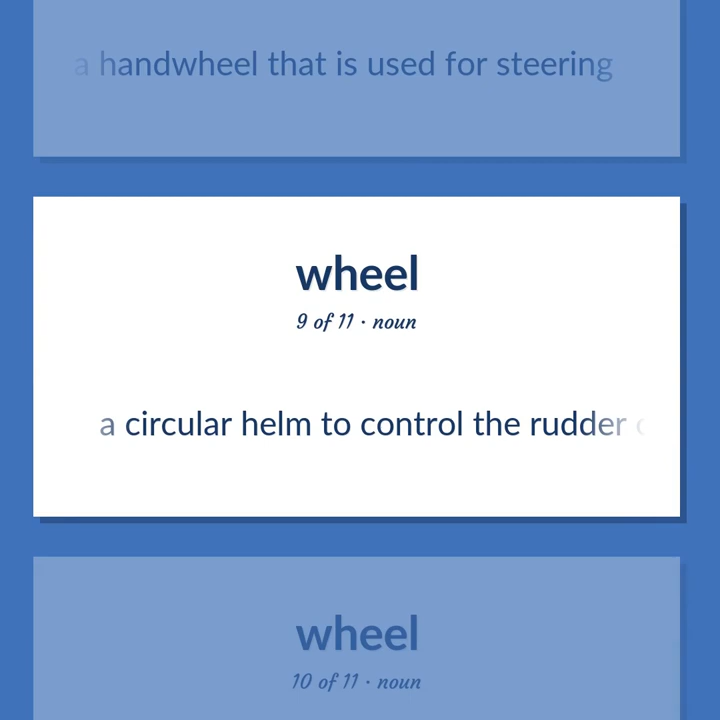 a handwheel that is used for steering
wheel
9 of 11 · noun
a circular helm to control the rudder
wheel
10 of 11 · noun